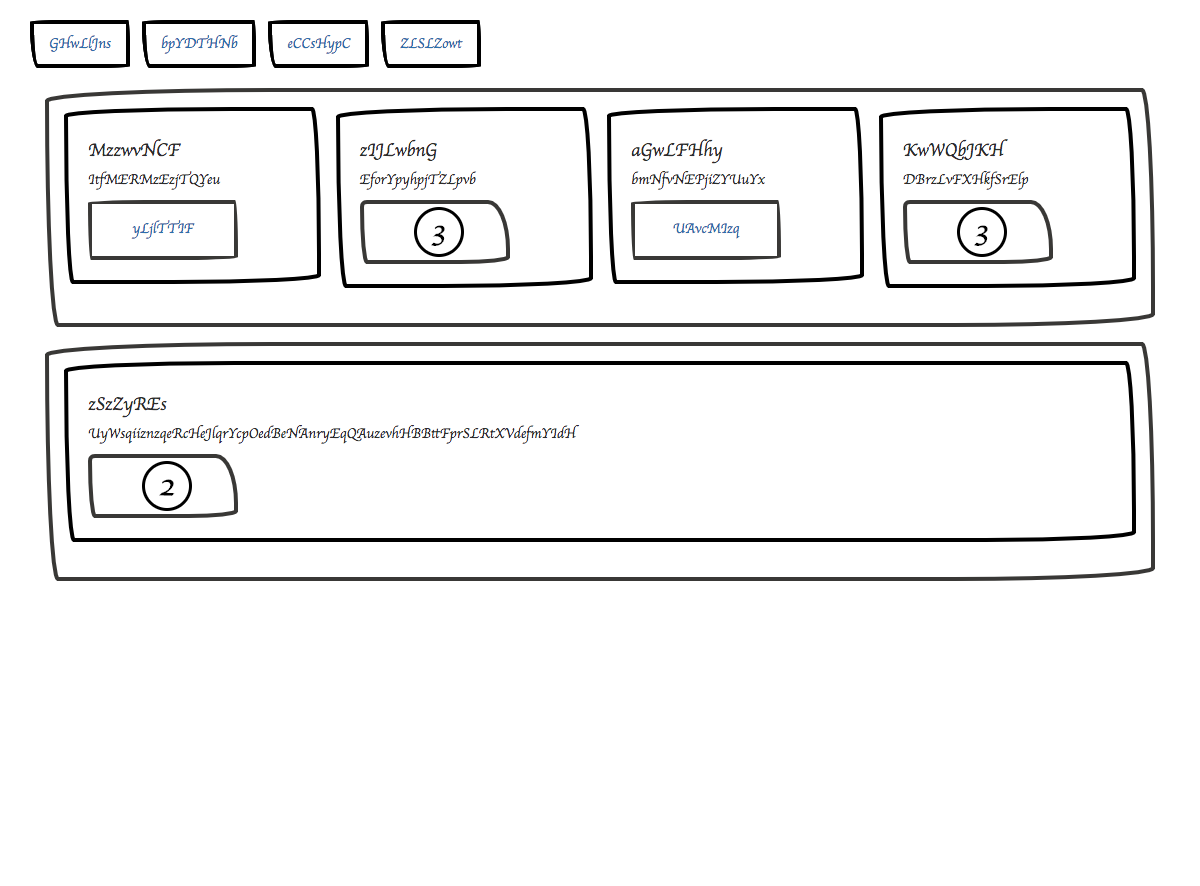 GHwLlJns bpYDTHNb eCCsHypC ZLSLZowt
MzzwvNCF
ItfMERMzEzjTQYeu
yLjlTTIF
zIJLwbnG
EforYpyhpjTZLpvb
3
aGwLFHhy
bmNfvNEPjiZYUuYx
UAvcMIzq
KwWQbJKH
DBrzLvFXHkfSrElp
3
zSzZyREs
UyWsqiiznzqeRcHeJlqrYcpOedBeNAnryEqQAuzevhHBBttFprSLRtXVdefmYIdH
2